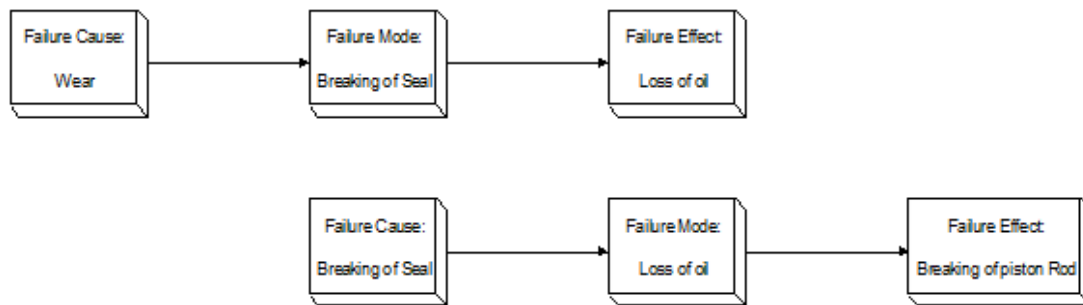 Failure Cause:
Wear
Failure Mode:
Breaking of Seal
Failure Effect:
Loss of oil
Failure Cause:
Breaking of Seal
Failure Mode:
Loss of oil
Failure Effect:
Breaking of piston Rod